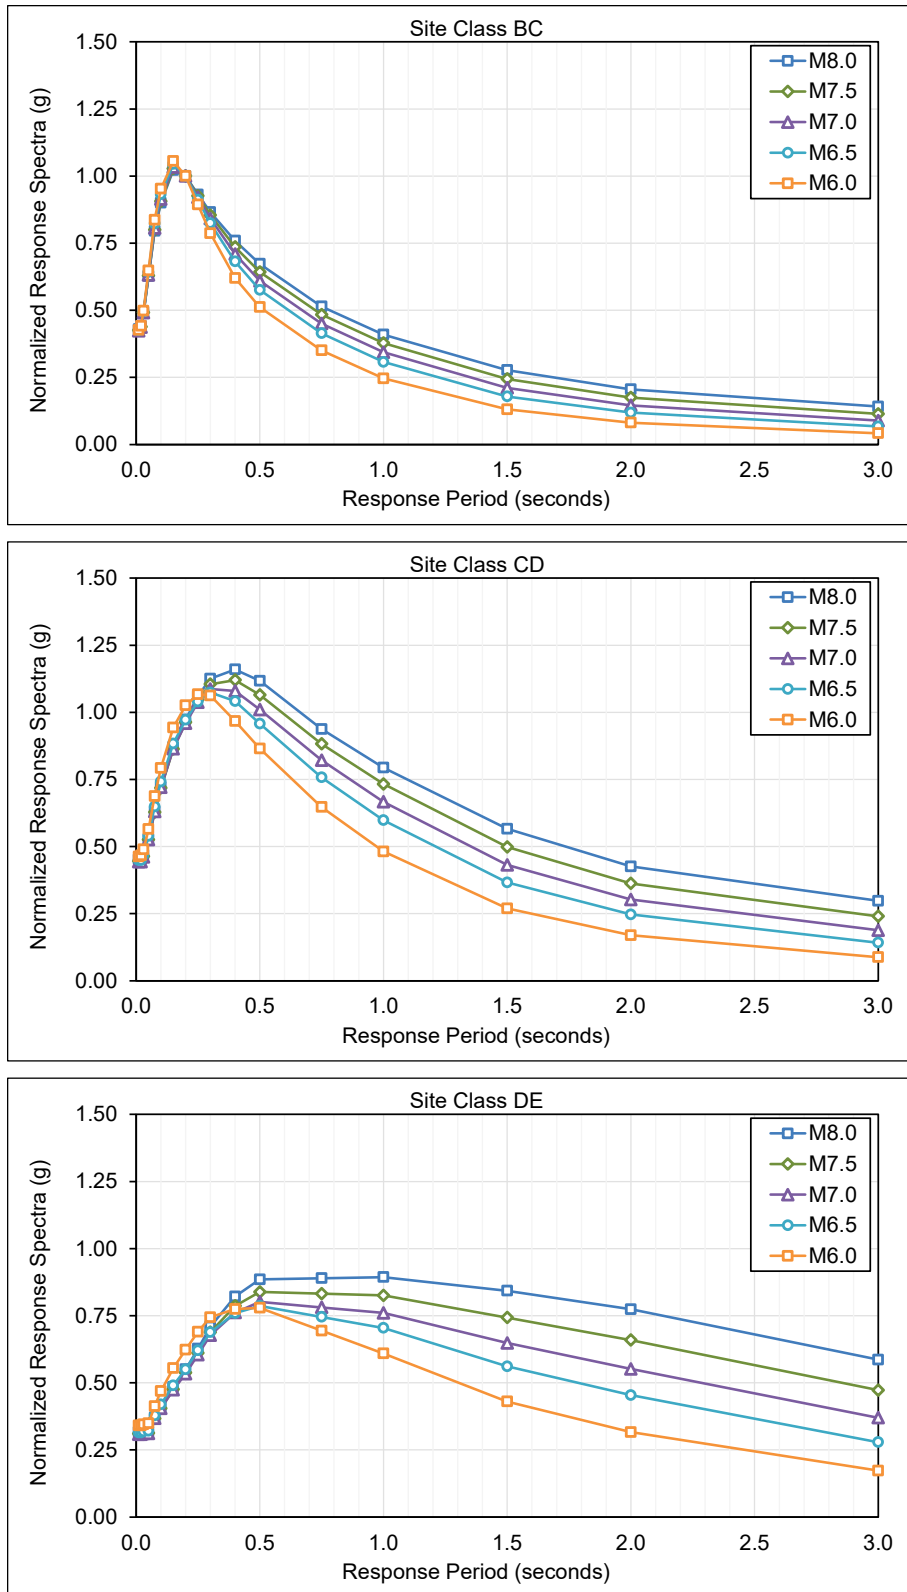 Site Class BC
Normalized Response Spectra (g)
1.50
1.25
1.00
0.75
0.50
0.25
0.00
M8.0
M7.5
M7.0
M6.5
M6.0
0.0 0.5 1.0 1.5 2.0 2.5 3.0
Response Period (seconds)
Site Class CD
Normalized Response Spectra (g)
1.50
1.25
1.00
0.75
0.50
0.25
0.00
M8.0
M7.5
M7.0
M6.5
M6.0
0.0 0.5 1.0 1.5 2.0 2.5 3.0
Response Period (seconds)
Site Class DE
Normalized Response Spectra (g)
1.50
1.25
1.00
0.75
0.50
0.25
0.00
M8.0
M7.5
M7.0
M6.5
M6.0
0.0 0.5 1.0 1.5 2.0 2.5 3.0
Response Period (seconds)